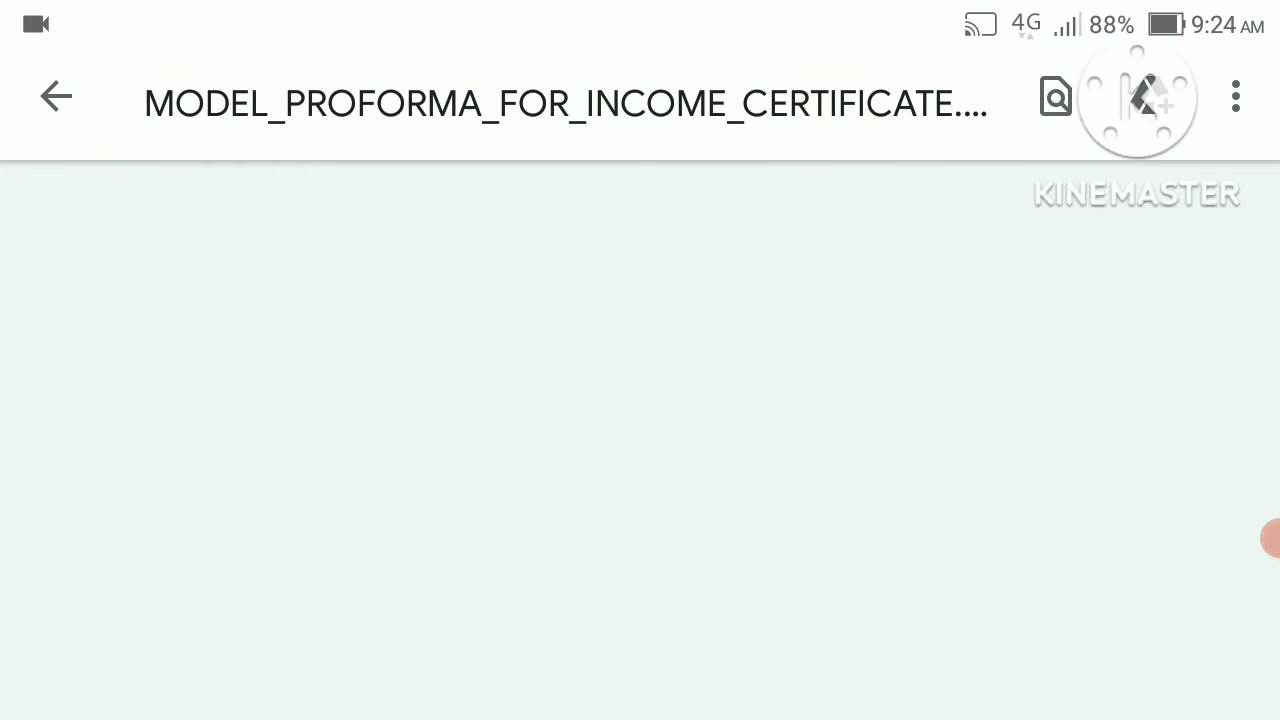 4G 88% 9:24 AM
MODEL_PROFORMA_FOR_INCOME_CERTIFICATE....
KINEMASTER